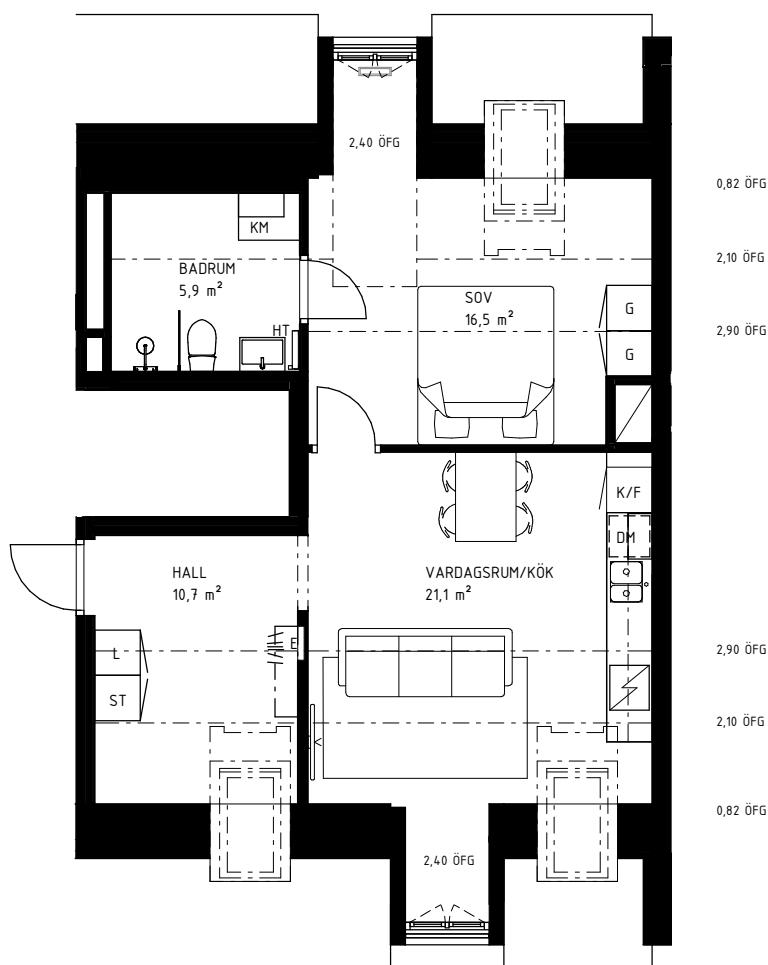 2,40 ÖFG
0,82 ÖFG
KM
2,10 ÖFG
BADRUM
5,9 m²
SOV
16,5 m²
G
HT
2,90 ÖFG
G
K/F
DM
HALL
10,7 m²
VARDAGSRUM/KÖK
21,1 m²
E
L
2,90 ÖFG
ST
2,10 ÖFG
0,82 ÖFG
2,40 ÖFG